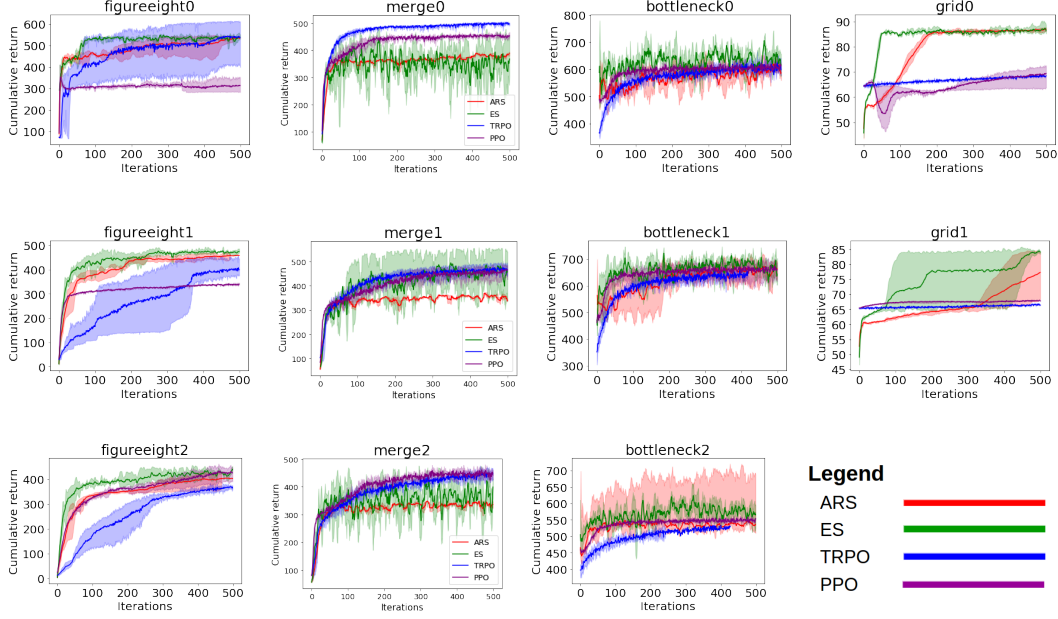 figureeight0
merge0
bottleneck0
grid0
Cumulative return
600
500
400
300
200
100
0 100 200 300 400 500
Iterations
Cumulative return
500
400
300
200
100
0 100 200 300 400 500
Iterations
ARS
ES
TRPO
PPO
Cumulative return
800
700
600
500
400
0 100 200 300 400 500
Iterations
Cumulative return
90
80
70
60
50
0 100 200 300 400 500
Iterations
figureeight1
merge1
bottleneck1
grid1
Cumulative return
500
400
300
200
100
0
0 100 200 300 400 500
Iterations
Cumulative return
500
400
300
200
100
0 100 200 300 400 500
Iterations
ARS
ES
TRPO
PPO
Cumulative return
700
600
500
400
300
0 100 200 300 400 500
Iterations
Cumulative return
85
80
75
70
65
60
55
50
45
0 100 200 300 400 500
Iterations
figureeight2
merge2
bottleneck2
Cumulative return
400
300
200
100
0
0 100 200 300 400 500
Iterations
Cumulative return
500
400
300
200
100
0 100 200 300 400 500
Iterations
ARS
ES
TRPO
PPO
Cumulative return
700
650
600
550
500
450
400
0 100 200 300 400 500
Iterations
Legend
ARS
ES
TRPO
PPO